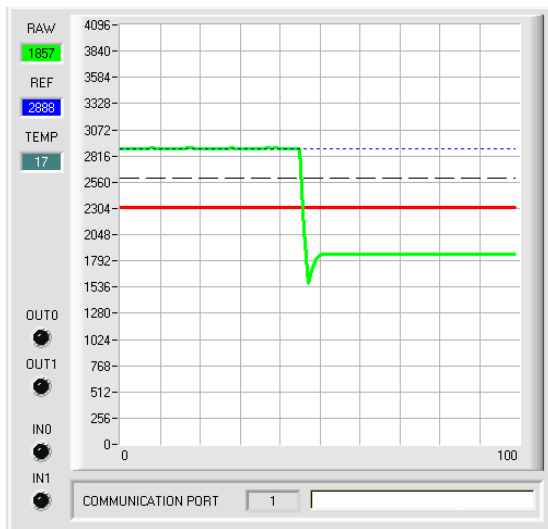 RAW
1857
REF
2888
TEMP
17
OUT0
OUT1
IN0
IN1
4096
3840
3584
3328
3072
2816
2560
2304
2048
1792
1536
1280
1024
768
512
256
0
0 100
COMMUNICATION PORT 1